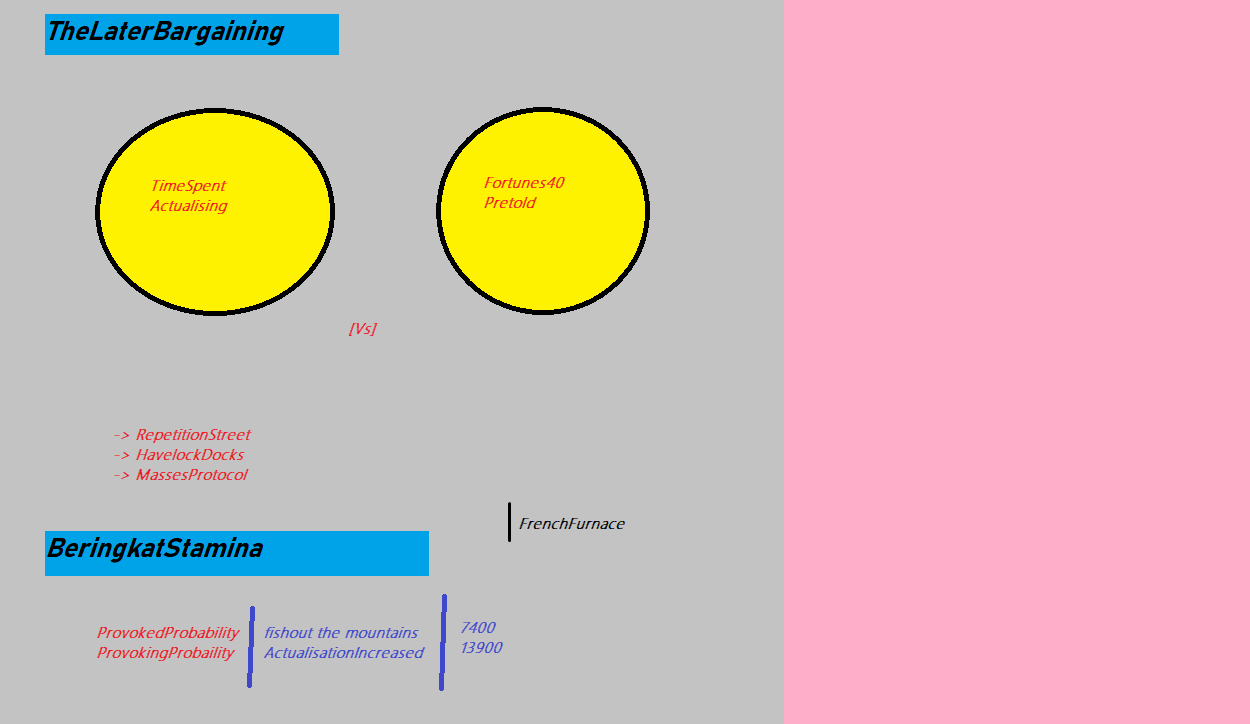 TheLaterBargaining
TimeSpent
Actualising
Fortunes40
Pretold
[Vs]
-> RepetitionStreet
-> HavelockDocks
-> MassesProtocol
FrenchFurnace
BeringkatStamina
ProvokedProbability
ProvokingProbaility
fishout the mountains
ActualisationIncreased
7400
13900